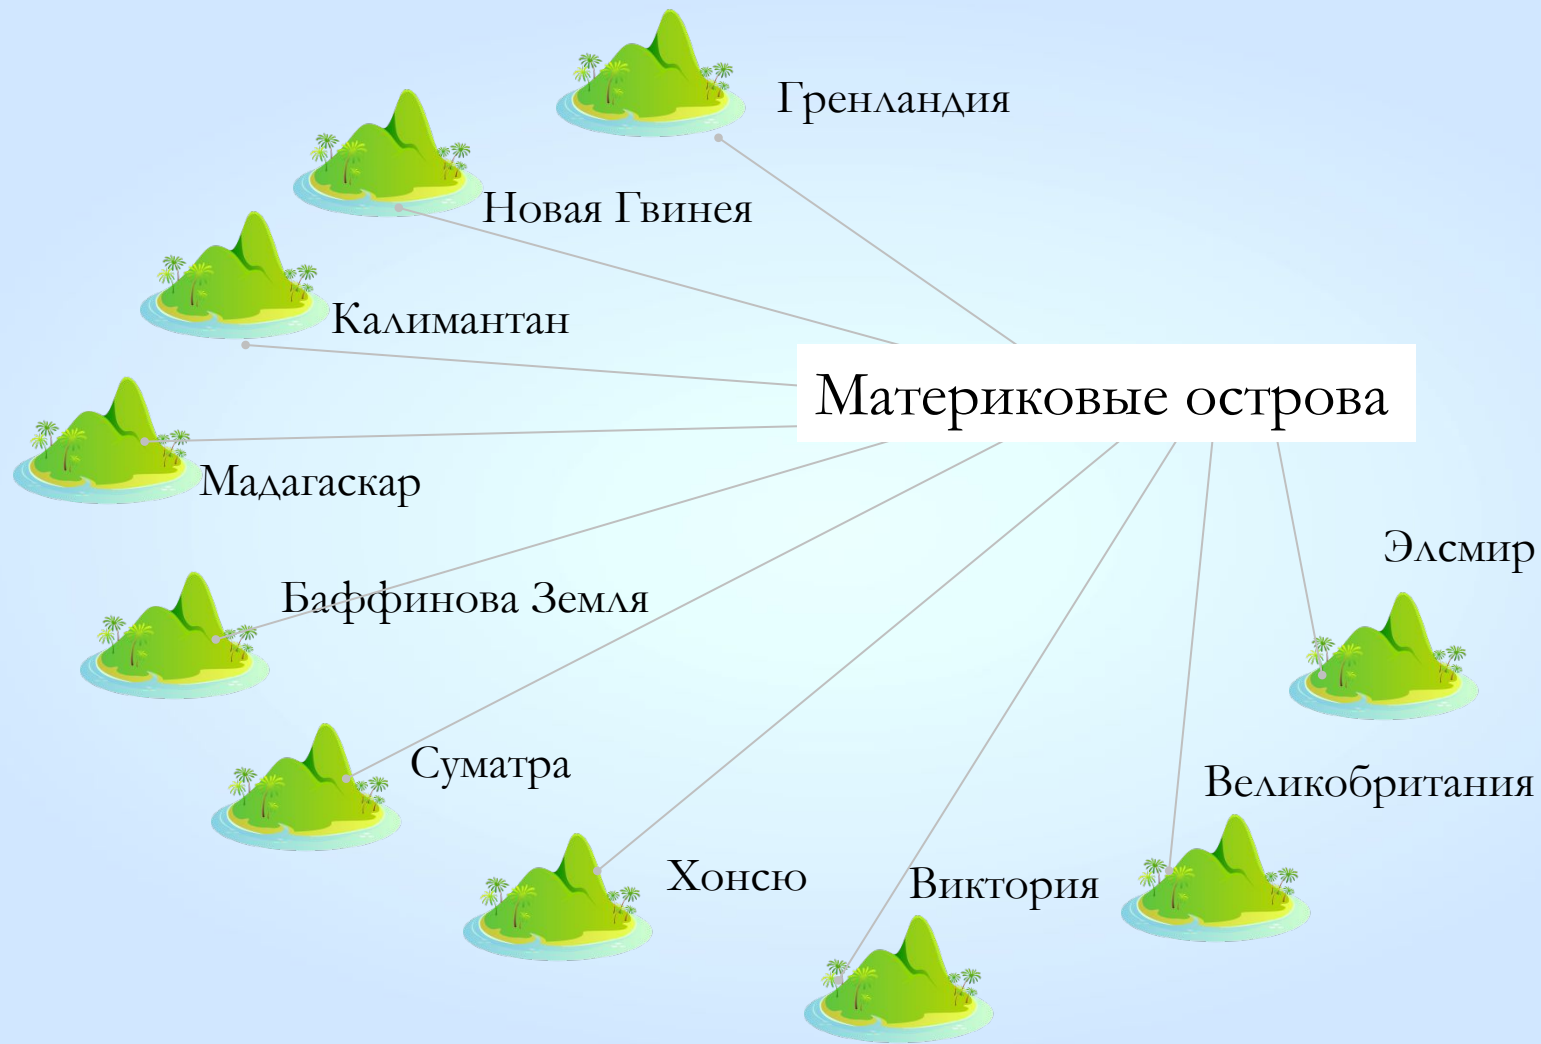 Гренландия
Новая Гвинея
Калимантан
Материковые острова
Мадагаскар
Элсмир
Баффинова Земля
Суматра
Великобритания
Хонсю
Виктория